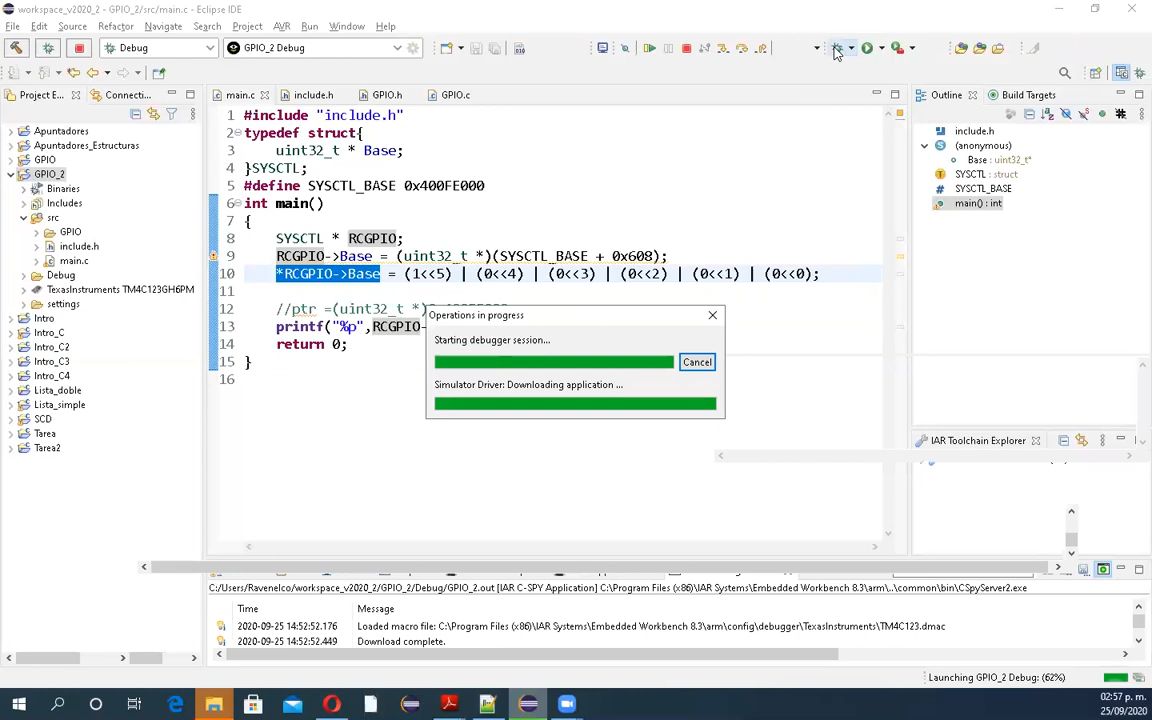 workspace_v2020_2 - GPIO_2/src/main.c - Eclipse IDE
File Edit Source Refactor Navigate Search Project AVR Run Window Help
Debug GPIO_2 Debug
Project E... Connecti...
main.c include.h GPIO.h GPIO.c
Outline Build Targets
Apuntadores
Apuntadores_Estructuras
GPIO
GPIO_2
Binaries
Includes
src
GPIO
include.h
main.c
Debug
TexasInstruments TM4C123GH6PM
settings
Intro
Intro_C
Intro_C2
Intro_C3
Intro_C4
Lista_doble
Lista_simple
SCD
Tarea
Tarea2
1 #include "include.h"
2 typedef struct{
3 uint32_t * Base;
4 }SYSCTL;
5 #define SYSCTL_BASE 0x400FE000
6 int main()
7 {
8 SYSCTL * RCGPIO;
9 RCGPIO->Base = (uint32_t *)(SYSCTL_BASE + 0x608);
10 *RCGPIO->Base = (1<<5) | (0<<4) | (0<<3) | (0<<2) | (0<<1) | (0<<0);
11
12 //ptr =(uint32_t *)
13 printf("%p",RCGPIO-
14 return 0;
15 }
16
Operations in progress
Starting debugger session...
Cancel
Simulator Driver: Downloading application ...
include.h
(anonymous)
Base : uint32_t*
SYSCTL : struct
SYSCTL_BASE
main() : int
IAR Toolchain Explorer
C:/Users/Ravenelco/workspace_v2020_2/GPIO_2/Debug/GPIO_2.out [IAR C-SPY Application] C:\Program Files\IAR Systems\Embedded Workbench 8.3\arm\..\common\bin\CSpyServer2.exe
Time Message
2020-09-25 14:52:52.176 Loaded macro file: C:\Program Files\IAR Systems\Embedded Workbench 8.3\arm\config\debugger\TexasInstruments\TM4C123.dmac
2020-09-25 14:52:52.449 Download complete.
Launching GPIO_2 Debug: (62%)
02:57 p. m.
25/09/2020